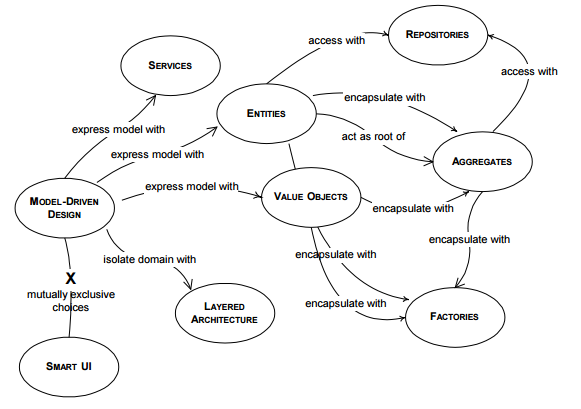 REPOSITORIES
access with
SERVICES
access with
encapsulate with
ENTITIES
express model with
act as root of
express model with
AGGREGATES
express model with
MODEL-DRIVEN
DESIGN
VALUE OBJECTS
encapsulate with
encapsulate with
encapsulate with
isolate domain with
X
mutually exclusive
choices
encapsulate with
LAYERED
ARCHITECTURE
FACTORIES
SMART UI